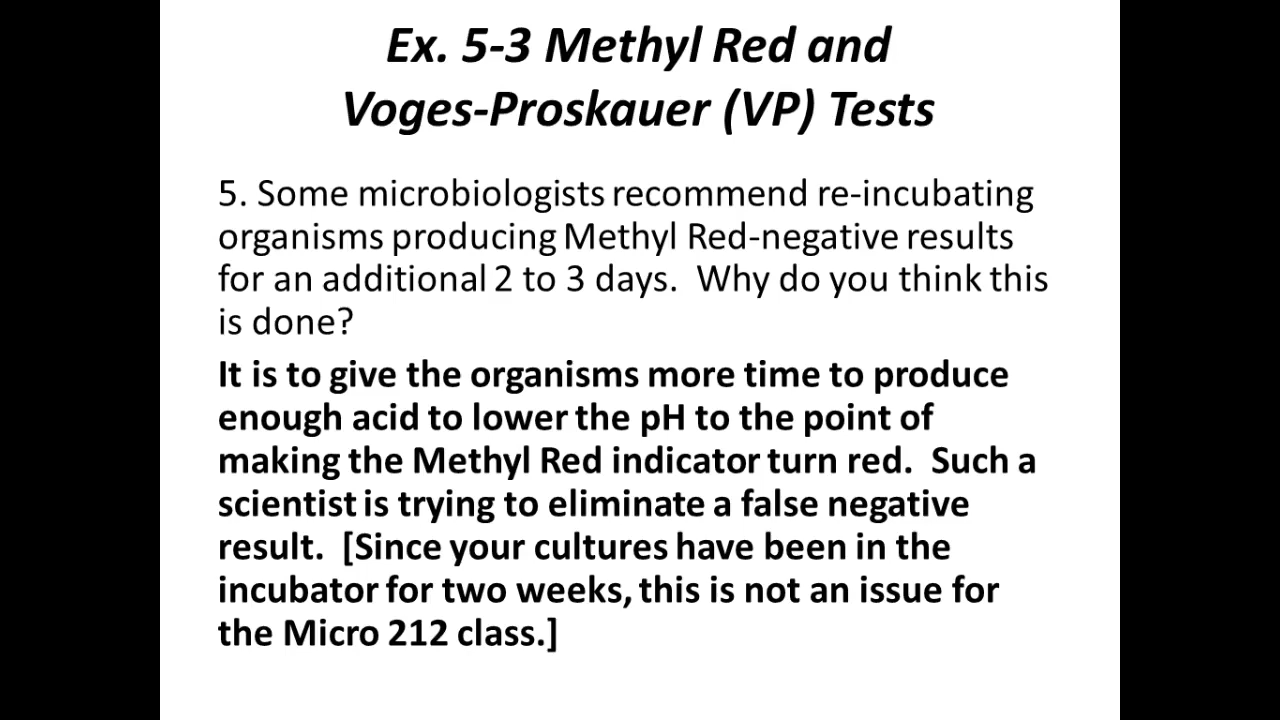 Ex. 5-3 Methyl Red and
Voges-Proskauer (VP) Tests
5. Some microbiologists recommend re-incubating
organisms producing Methyl Red-negative results
for an additional 2 to 3 days.  Why do you think this
is done?
It is to give the organisms more time to produce
enough acid to lower the pH to the point of
making the Methyl Red indicator turn red.  Such a
scientist is trying to eliminate a false negative
result.  [Since your cultures have been in the
incubator for two weeks, this is not an issue for
the Micro 212 class.]